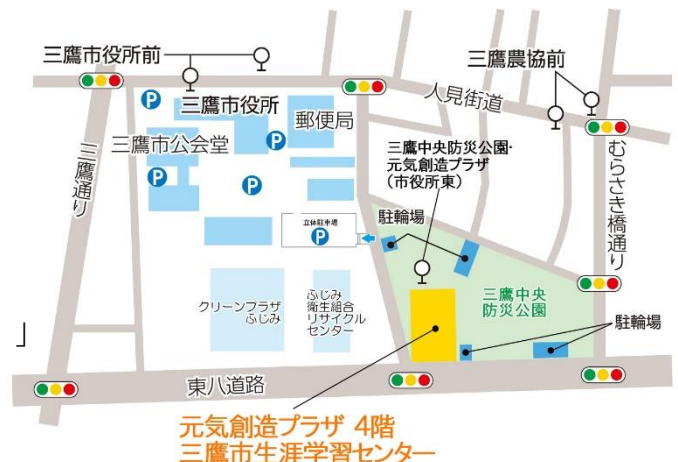 三鷹市役所前
三鷹農協前
P
人見街道
三鷹市役所
郵便局
三鷹市公会堂
P
三鷹中央防災公園・
元気創造プラザ
(市役所東)
三鷹通り
むらさき橋通り
P
P
駐輪場
立体駐車場
P
クリーンプラザ
ふじみ
ふじみ
衛生組合
リサイクル
センター
三鷹中央
防災公園
駐輪場
」
東八道路
元気創造プラザ 4階
三鷹市生涯学習センター